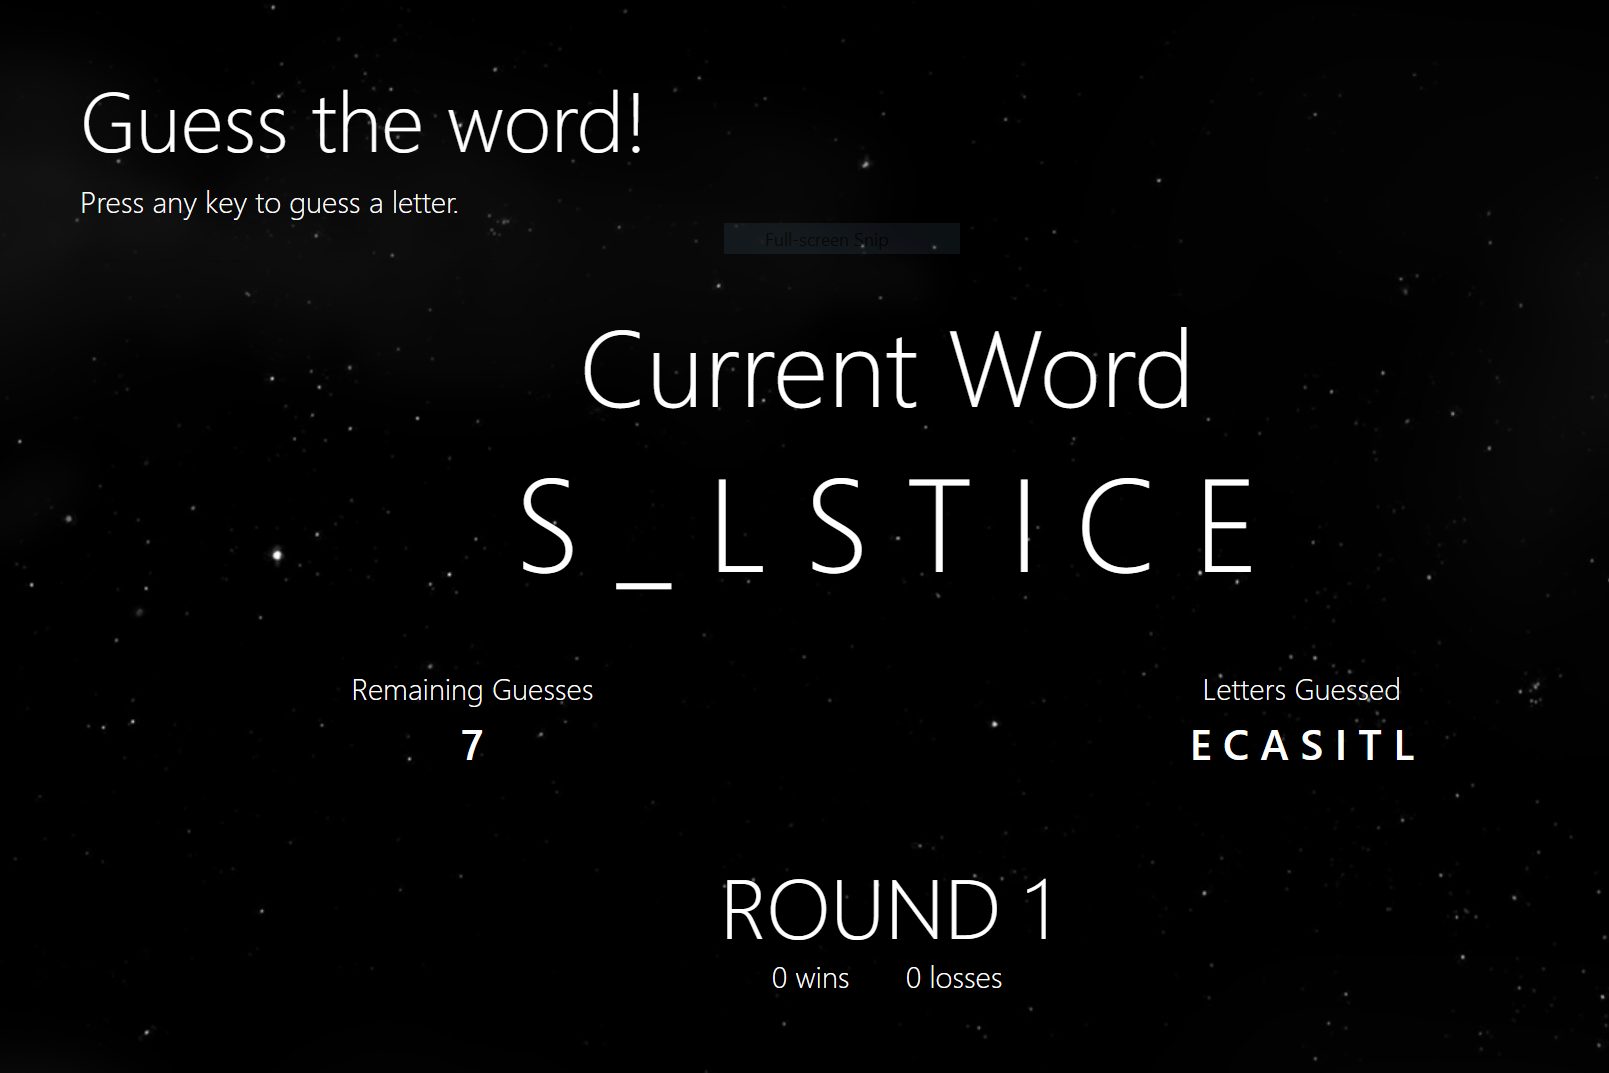 Guess the word!
Press any key to guess a letter.
Full-screen Snip
Current Word
S _ L S T I C E
Remaining Guesses
7
Letters Guessed
E C A S I T L
ROUND 1
0 wins 0 losses